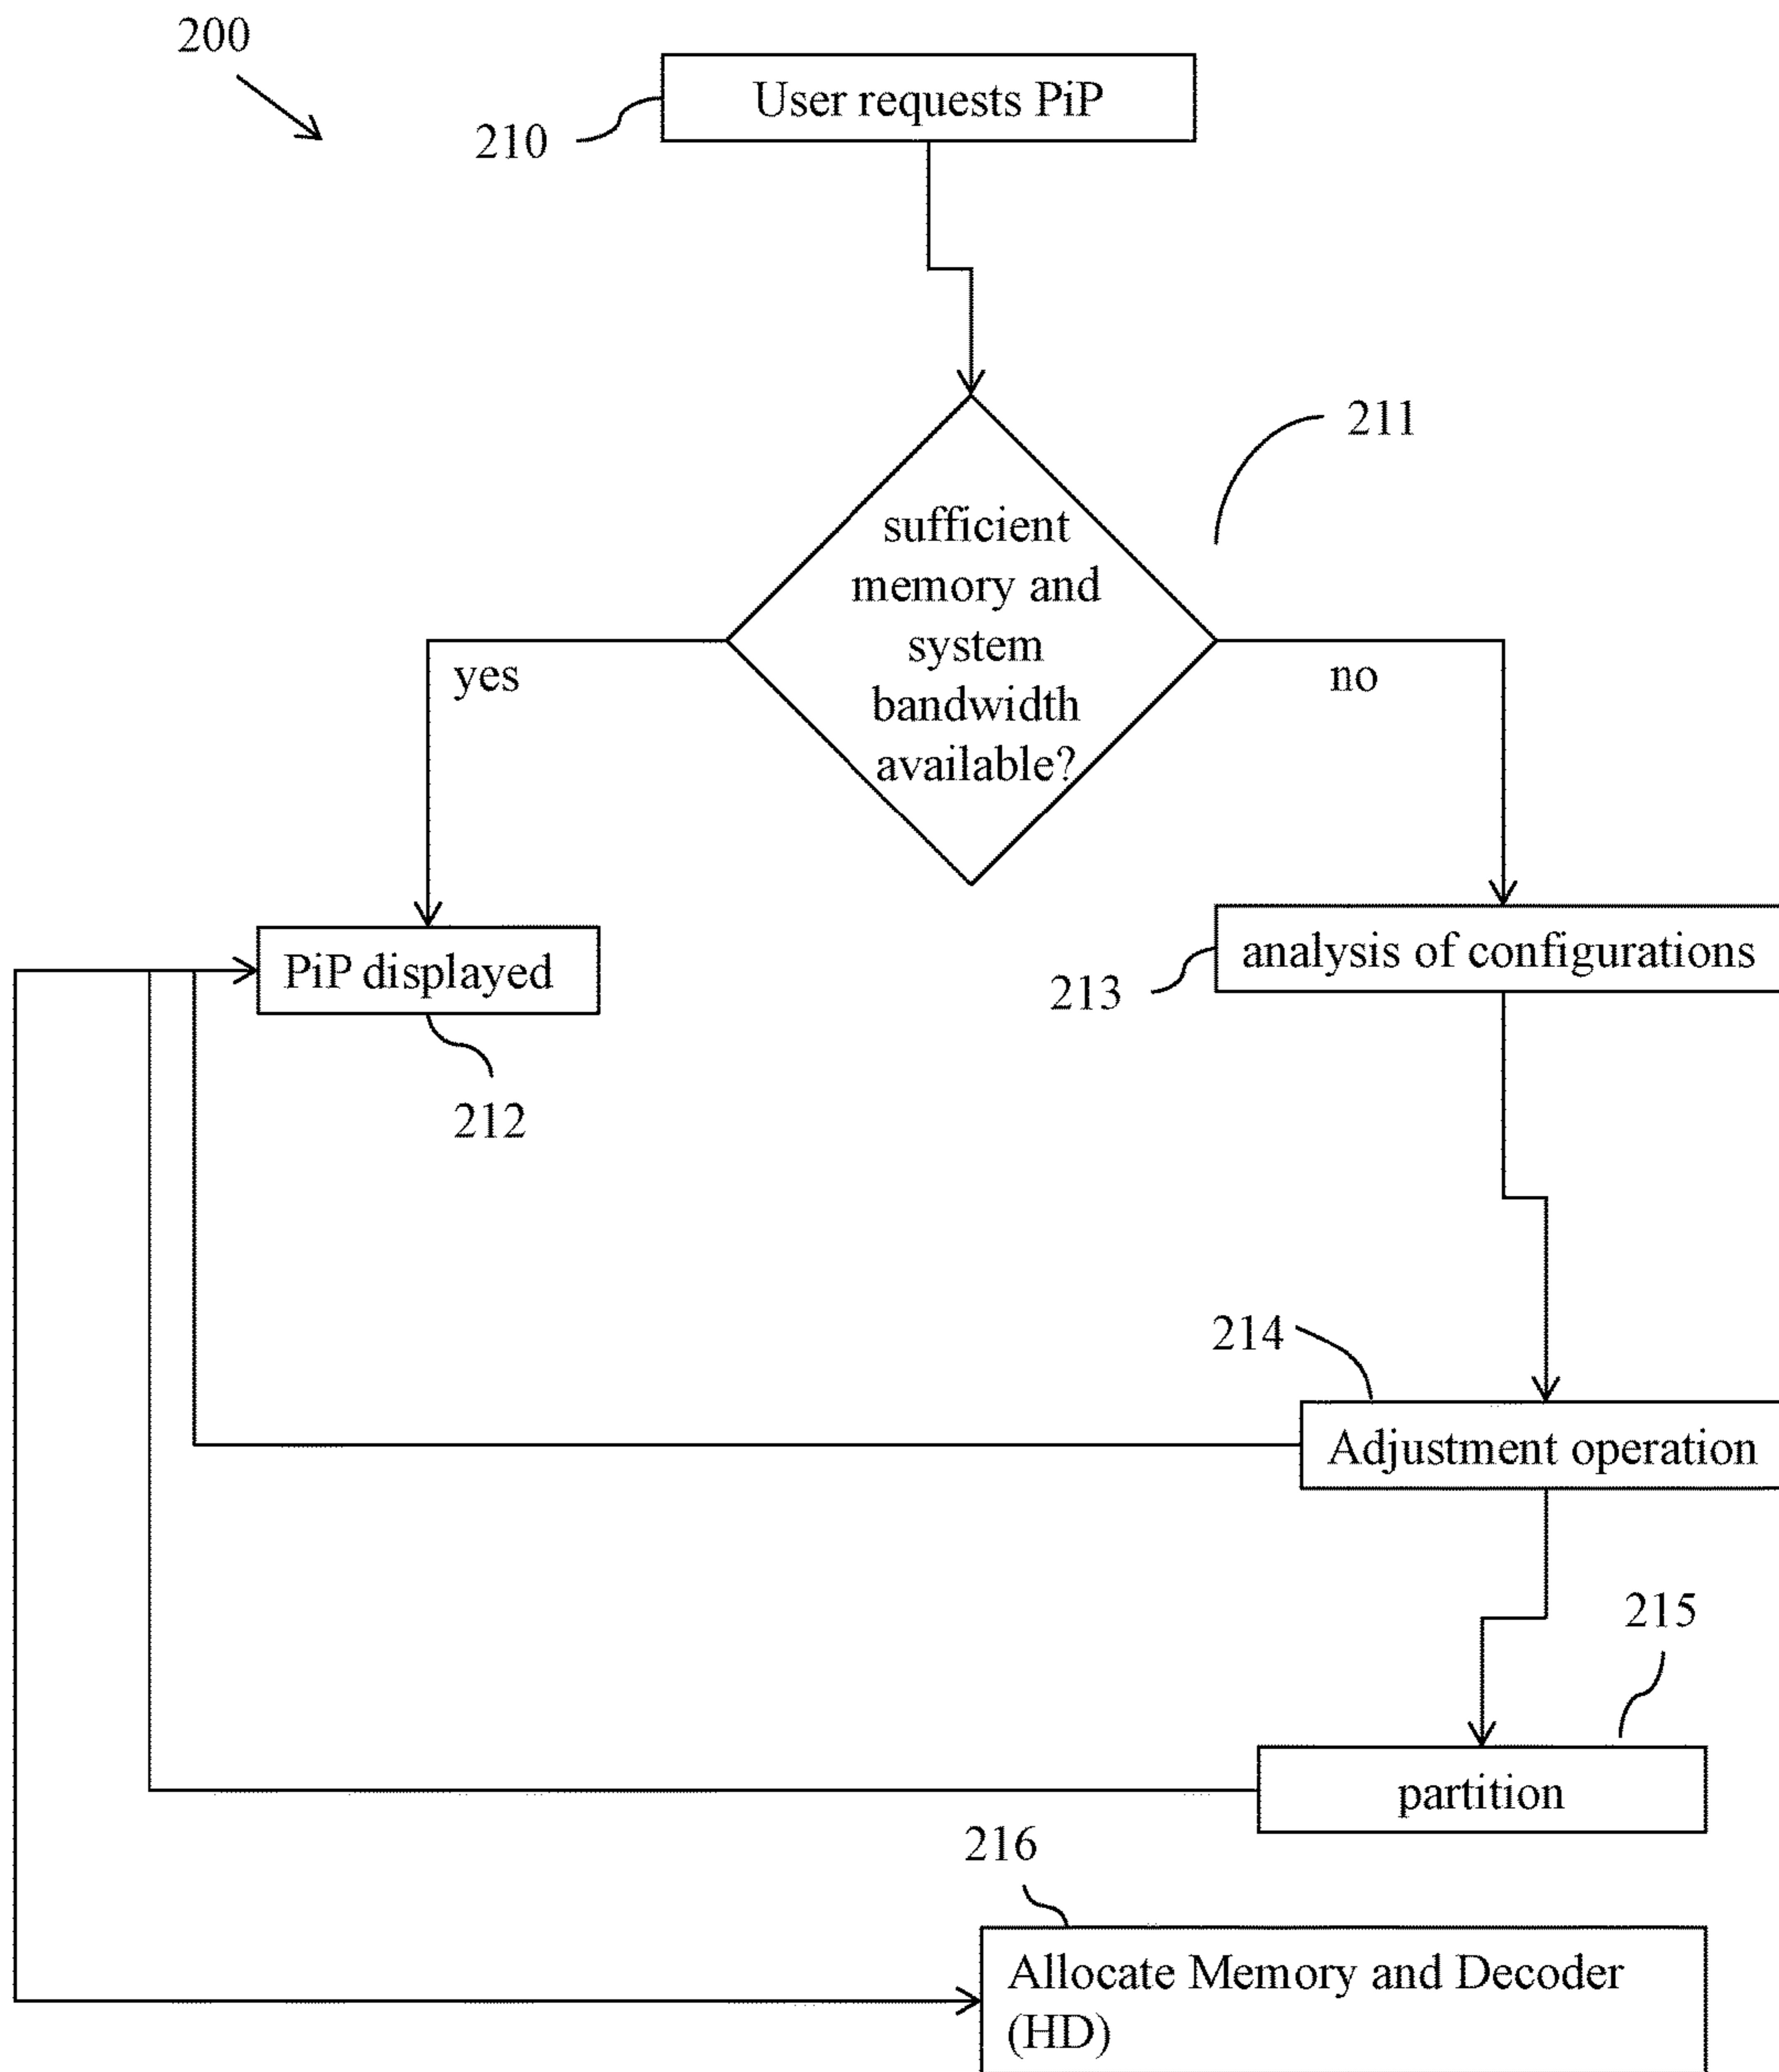 200
User requests PiP
210
211
sufficient
memory and
system
bandwidth
available?
yes
no
PiP displayed
analysis of configurations
213
212
214
Adjustment operation
215
partition
216
Allocate Memory and Decoder
(HD)